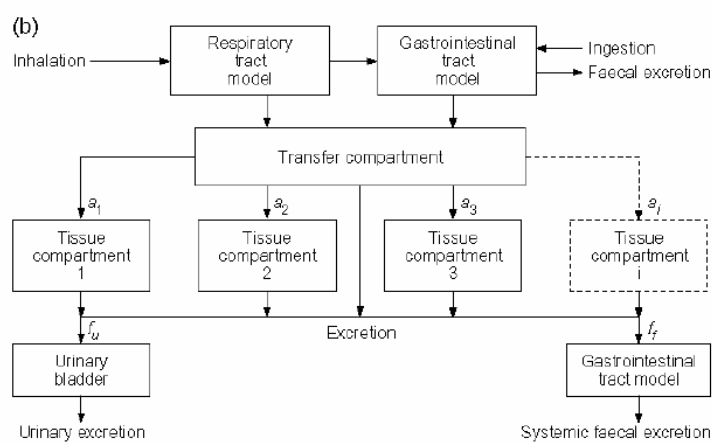 (b)
Inhalation
Respiratory
tract
model
Gastrointestinal
tract
model
Ingestion
Faecal excretion
Transfer compartment
a1
a2
a3
ai
Tissue
compartment
1
Tissue
compartment
2
Tissue
compartment
3
Tissue
compartment
i
fu
Excretion
ff
Urinary
bladder
Gastrointestinal
tract model
Urinary excretion
Systemic faecal excretion